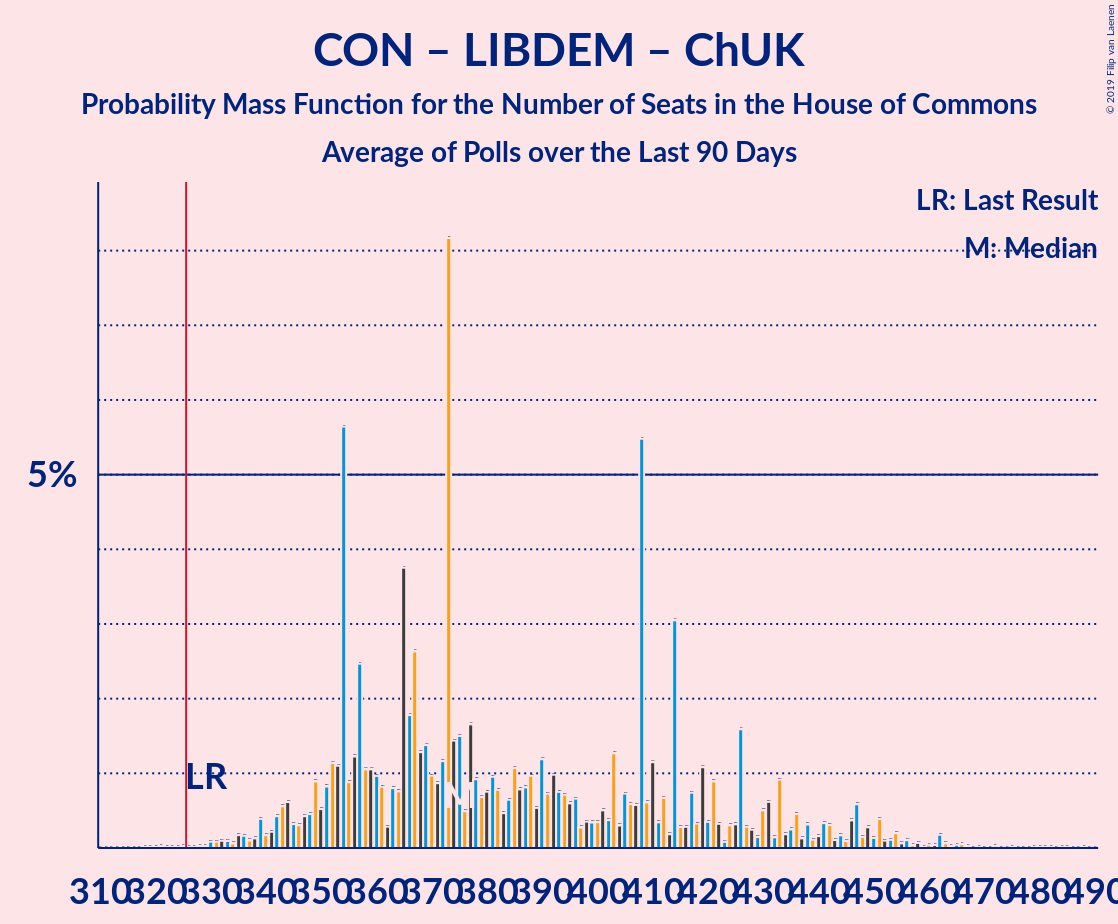 CON – LIBDEM – ChUK
Probability Mass Function for the Number of Seats in the House of Commons
Average of Polls over the Last 90 Days
© 2019 Filip van Laenen
LR: Last Result
M: Median
5%
LR
M
310 320 330 340 350 360 370 380 390 400 410 420 430 440 450 460 470 480 490